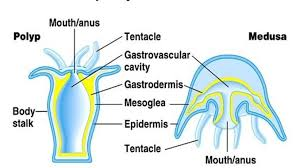 Mouth/anus
Polyp
Tentacle
Medusa
Gastrovascular
cavity
Gastrodermis
Mesoglea
Body
stalk
Epidermis
Tentacle
Mouth/anus